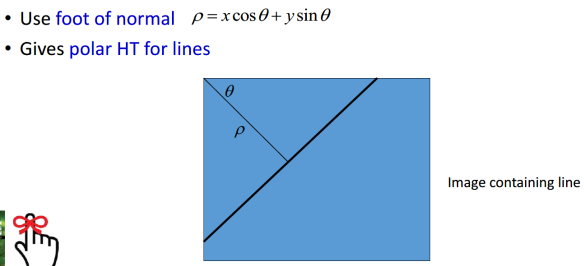 • Use foot of normal ρ = x cos θ + y sin θ
• Gives polar HT for lines
θ
ρ
Image containing line